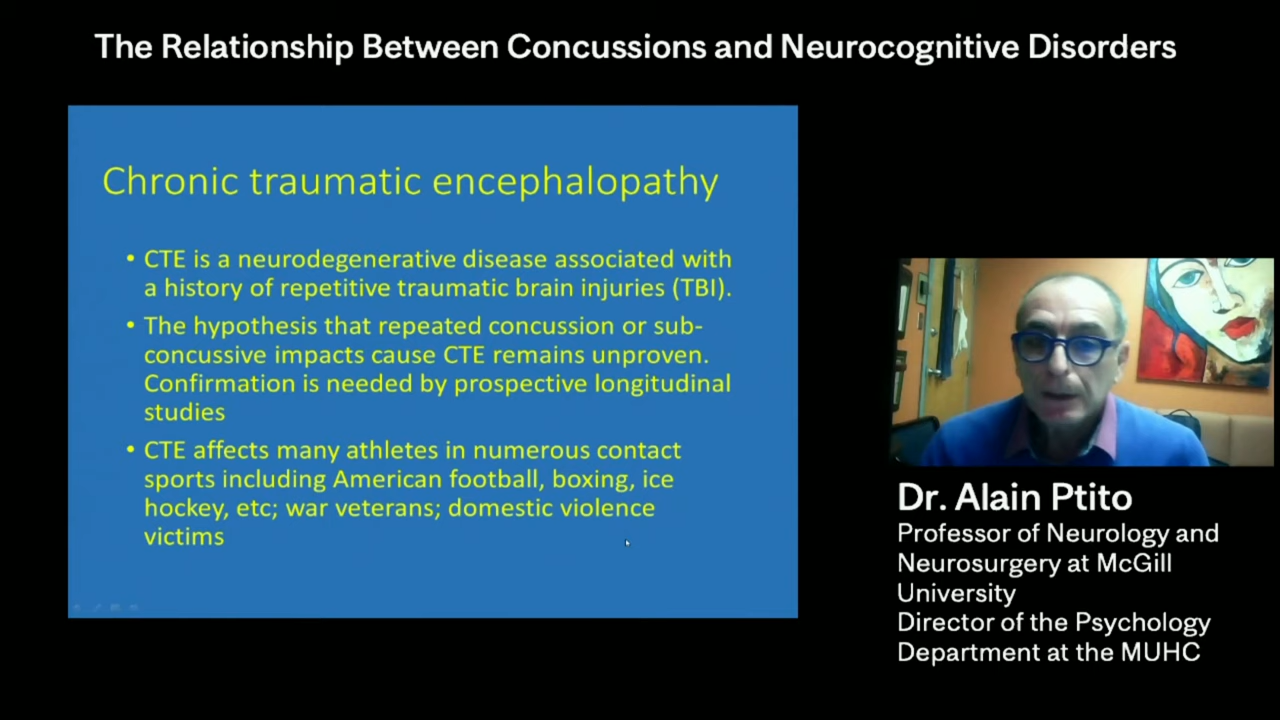 The Relationship Between Concussions and Neurocognitive Disorders
Chronic traumatic encephalopathy
• CTE is a neurodegenerative disease associated with
a history of repetitive traumatic brain injuries (TBI).
• The hypothesis that repeated concussion or sub-
concussive impacts cause CTE remains unproven.
Confirmation is needed by prospective longitudinal
studies
• CTE affects many athletes in numerous contact
sports including American football, boxing, ice
hockey, etc; war veterans; domestic violence
victims
Dr. Alain Ptito
Professor of Neurology and
Neurosurgery at McGill
University
Director of the Psychology
Department at the MUHC